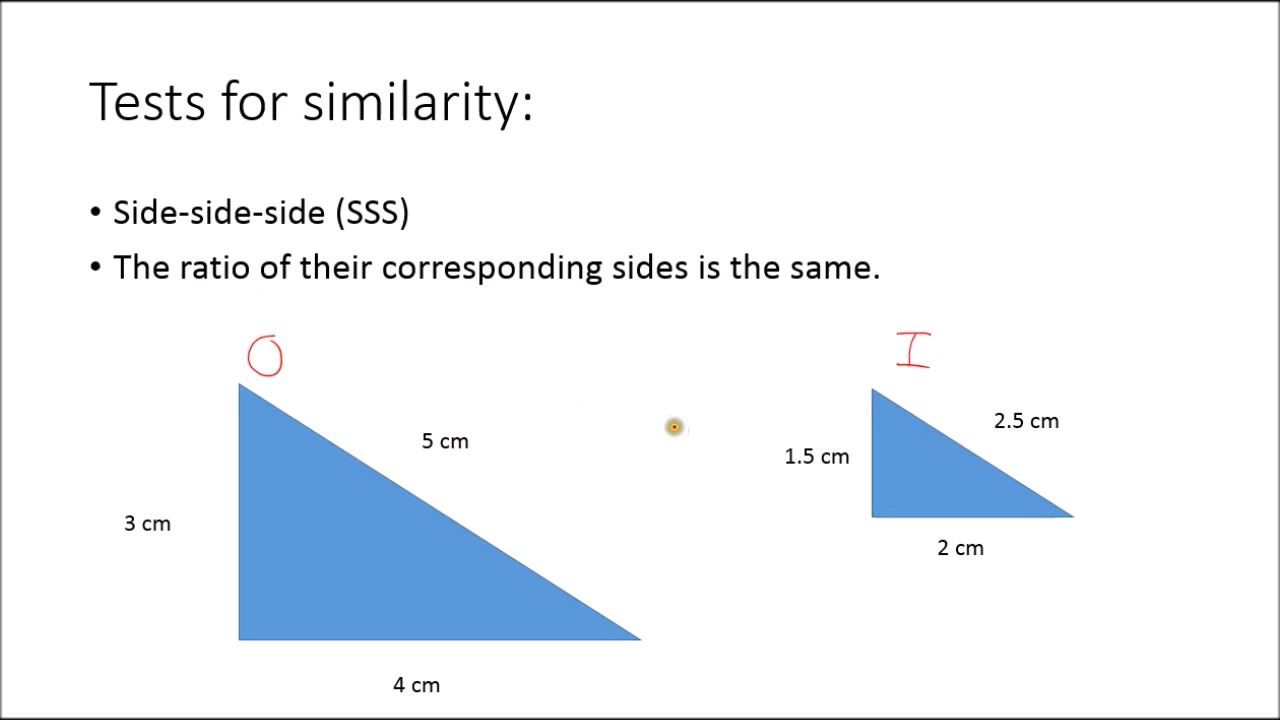 Tests for similarity:
• Side-side-side (SSS)
• The ratio of their corresponding sides is the same.
O
I
5 cm
2.5 cm
1.5 cm
3 cm
2 cm
4 cm